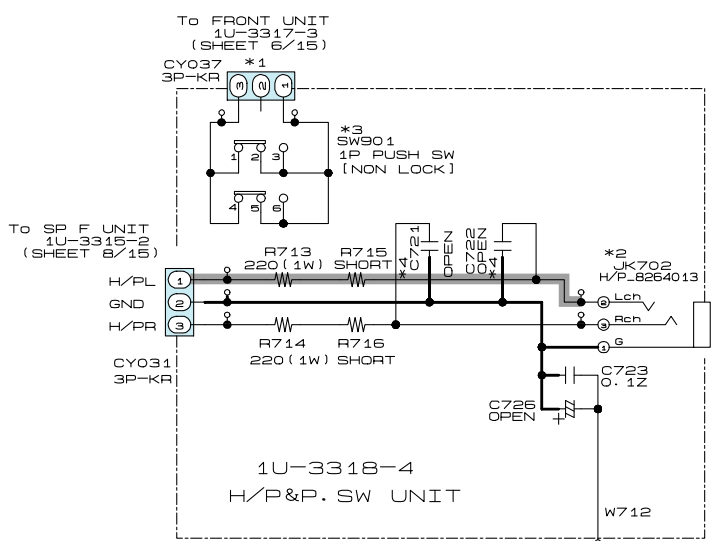 To FRONT UNIT
1U-3317-3
(SHEET 6/15)
CY037 *1
3P-KR
3 2 1
*3
SW901
1P PUSH SW
[NON LOCK]
1 2 3
4 5 6
To SP F UNIT
1U-3315-2
(SHEET 8/15)
H/PL 1
GND 2
H/PR 3
CY031
3P-KR
R713
220(1W)
R715
SHORT
R714
220(1W)
R716
SHORT
*4
C721
OPEN
C722
OPEN
*4
*2
JK702
H/P_8264013
2 Lch
3 Rch
1 G
C723
0.1Z
C726
OPEN
+
1U-3318-4
H/P&P.SW UNIT
W712